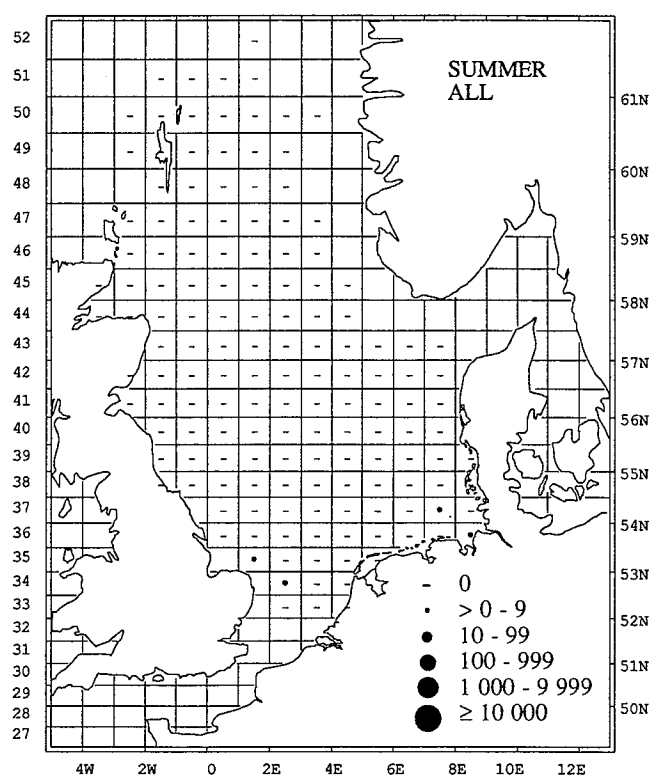 SUMMER
ALL
52
51
50
49
48
47
46
45
44
43
42
41
40
39
38
37
36
35
34
33
32
31
30
29
28
27
61N
60N
59N
58N
57N
56N
55N
54N
53N
52N
51N
50N
- 0
> 0 - 9
10 - 99
100 - 999
1 000 - 9 999
≥ 10 000
4W 2W 0 2E 4E 6E 8E 10E 12E